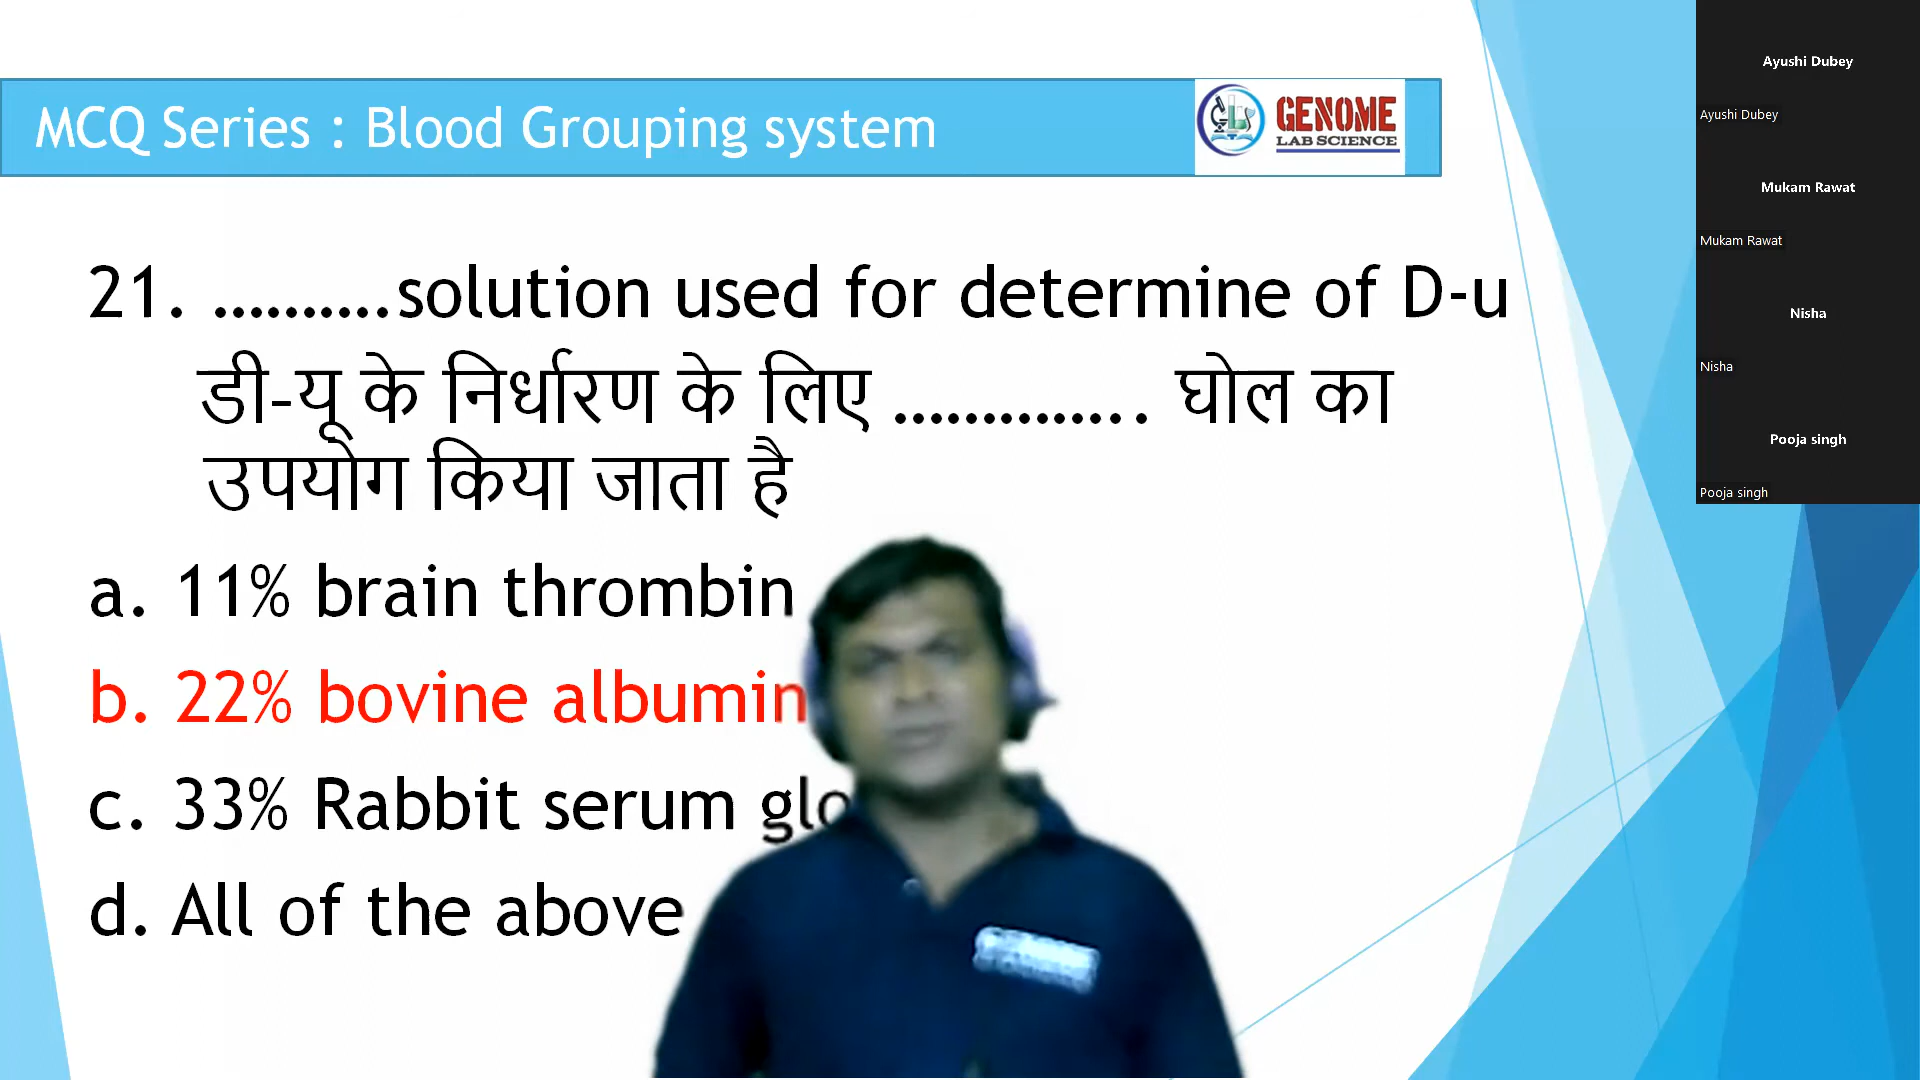 MCQ Series : Blood Grouping system
GENOME
LAB SCIENCE
21. ..........solution used for determine of D-u
डी-यू के निर्धारण के लिए .............. घोल का
उपयोग किया जाता है
a. 11% brain thrombin
b. 22% bovine albumin
c. 33% Rabbit serum
d. All of the above
Ayushi Dubey
Ayushi Dubey
Mukam Rawat
Mukam Rawat
Nisha
Nisha
Pooja singh
Pooja singh